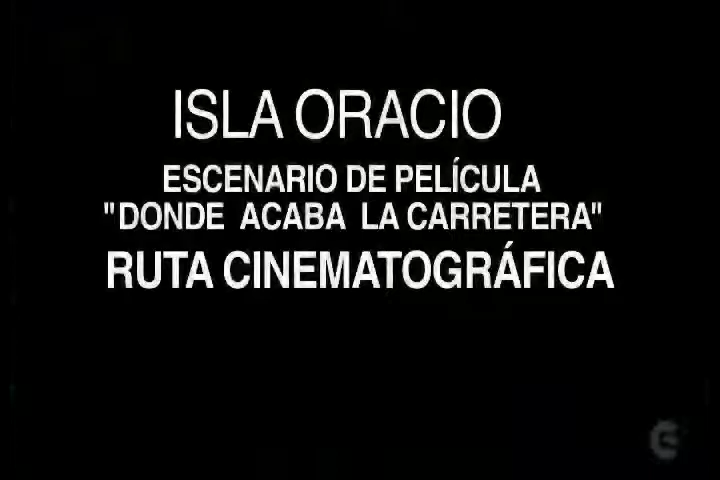 ISLA ORACIO
ESCENARIO DE PELÍCULA
"DONDE ACABA LA CARRETERA"
RUTA CINEMATOGRÁFICA